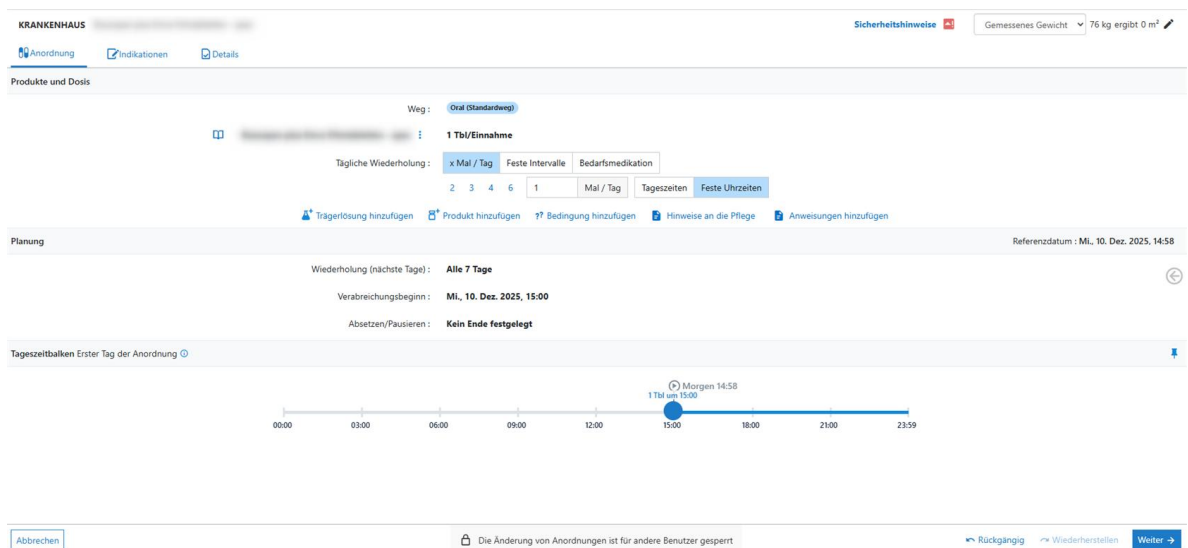 KRANKENHAUS
Sicherheitshinweise
Gemessenes Gewicht 76 kg ergibt 0 m²
Anordnung Indikationen Details
Produkte und Dosis
Weg : Oral (Standardweg)
1 Tbl/Einnahme
Tägliche Wiederholung : x Mal / Tag Feste Intervalle Bedarfsmedikation
2 3 4 6 1 Mal / Tag Tageszeiten Feste Uhrzeiten
Trägerlösung hinzufügen Produkt hinzufügen ?? Bedingung hinzufügen Hinweise an die Pflege Anweisungen hinzufügen
Planung Referenzdatum : Mi., 10. Dez. 2025, 14:58
Wiederholung (nächste Tage) : Alle 7 Tage
Verabreichungsbeginn : Mi., 10. Dez. 2025, 15:00
Absetzen/Pausieren : Kein Ende festgelegt
Tageszeitbalken Erster Tag der Anordnung
Morgen 14:58
1 Tbl um 15:00
00:00 03:00 06:00 09:00 12:00 15:00 18:00 21:00 23:59
Abbrechen Die Änderung von Anordnungen ist für andere Benutzer gesperrt Rückgängig Wiederherstellen Weiter →